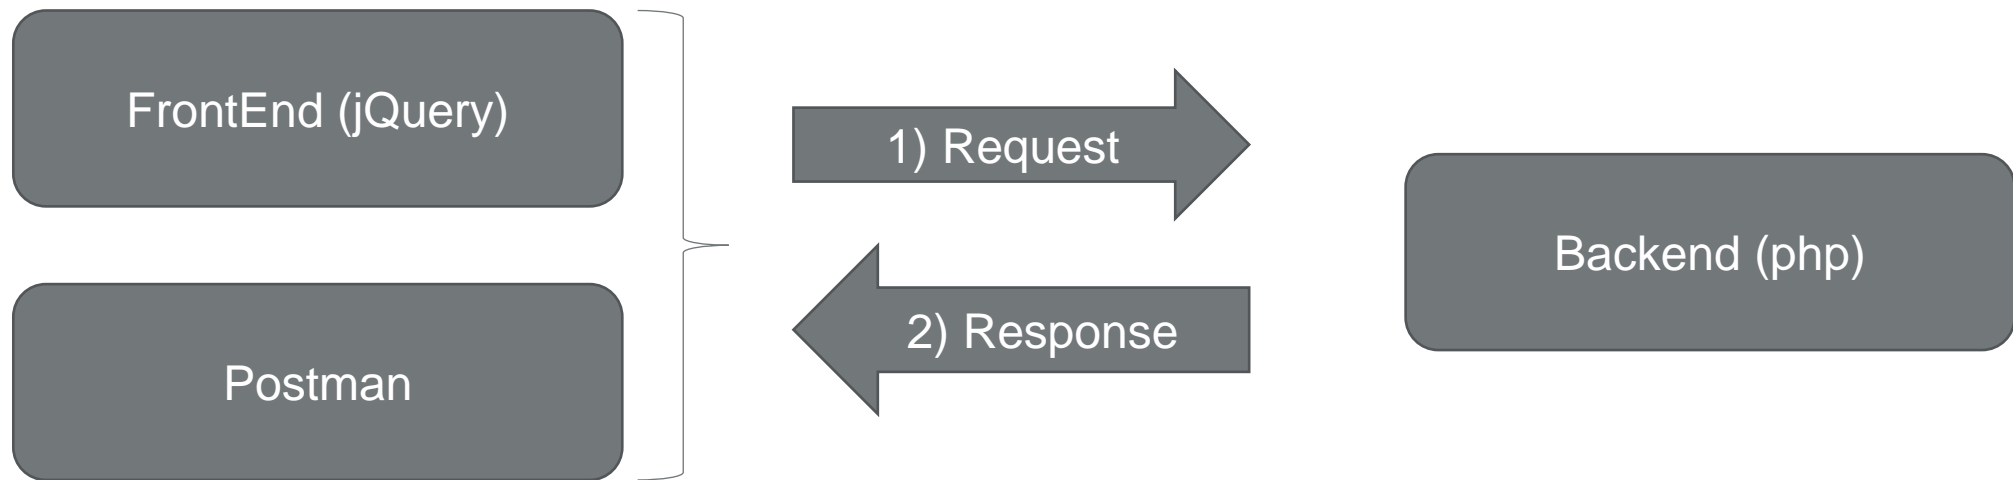 FrontEnd (jQuery)
Postman
1) Request
2) Response
Backend (php)